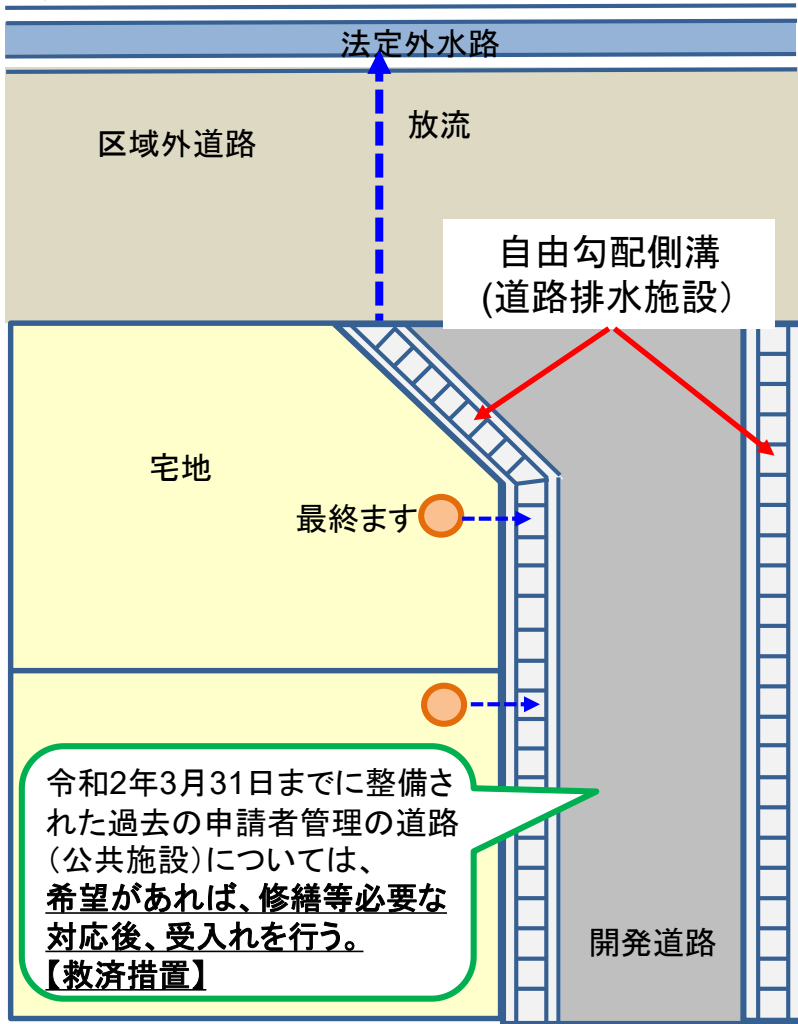 法定外水路
放流
区域外道路
自由勾配側溝
(道路排水施設）
宅地
最終ます
令和2年3月31日までに整備さ
れた過去の申請者管理の道路
（公共施設）については、
希望があれば、修繕等必要な
対応後、受入れを行う。
【救済措置】
開発道路